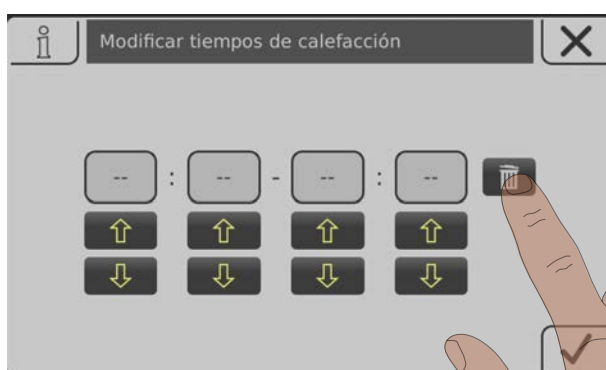 Modificar tiempos de calefacción
-- : -- - -- : --